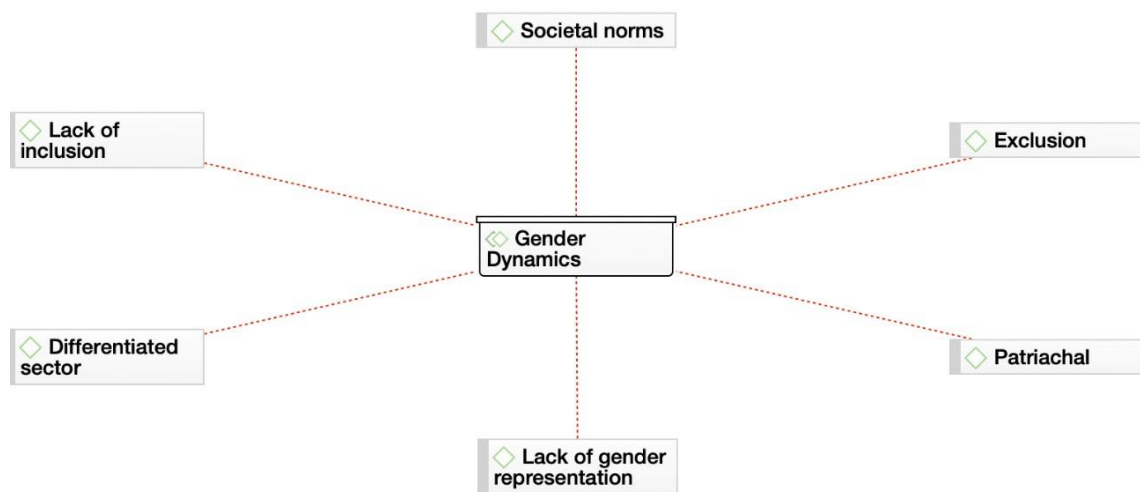 Societal norms
Lack of
inclusion
Exclusion
Gender
Dynamics
Differentiated
sector
Patriachal
Lack of gender
representation